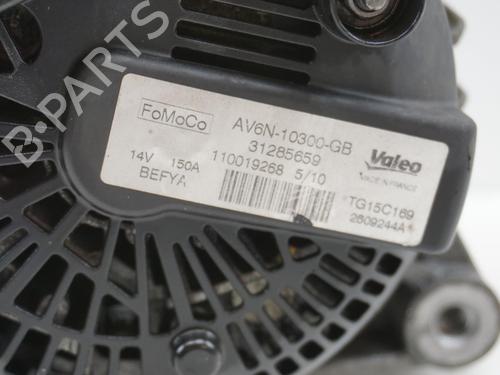 B-PARTS
FoMoCo
AV6N-10300-GB
31285659
Valeo
14V 150A
110019268 5/10
MADE IN FRANCE
BEFYA
TG15C169
2609244A